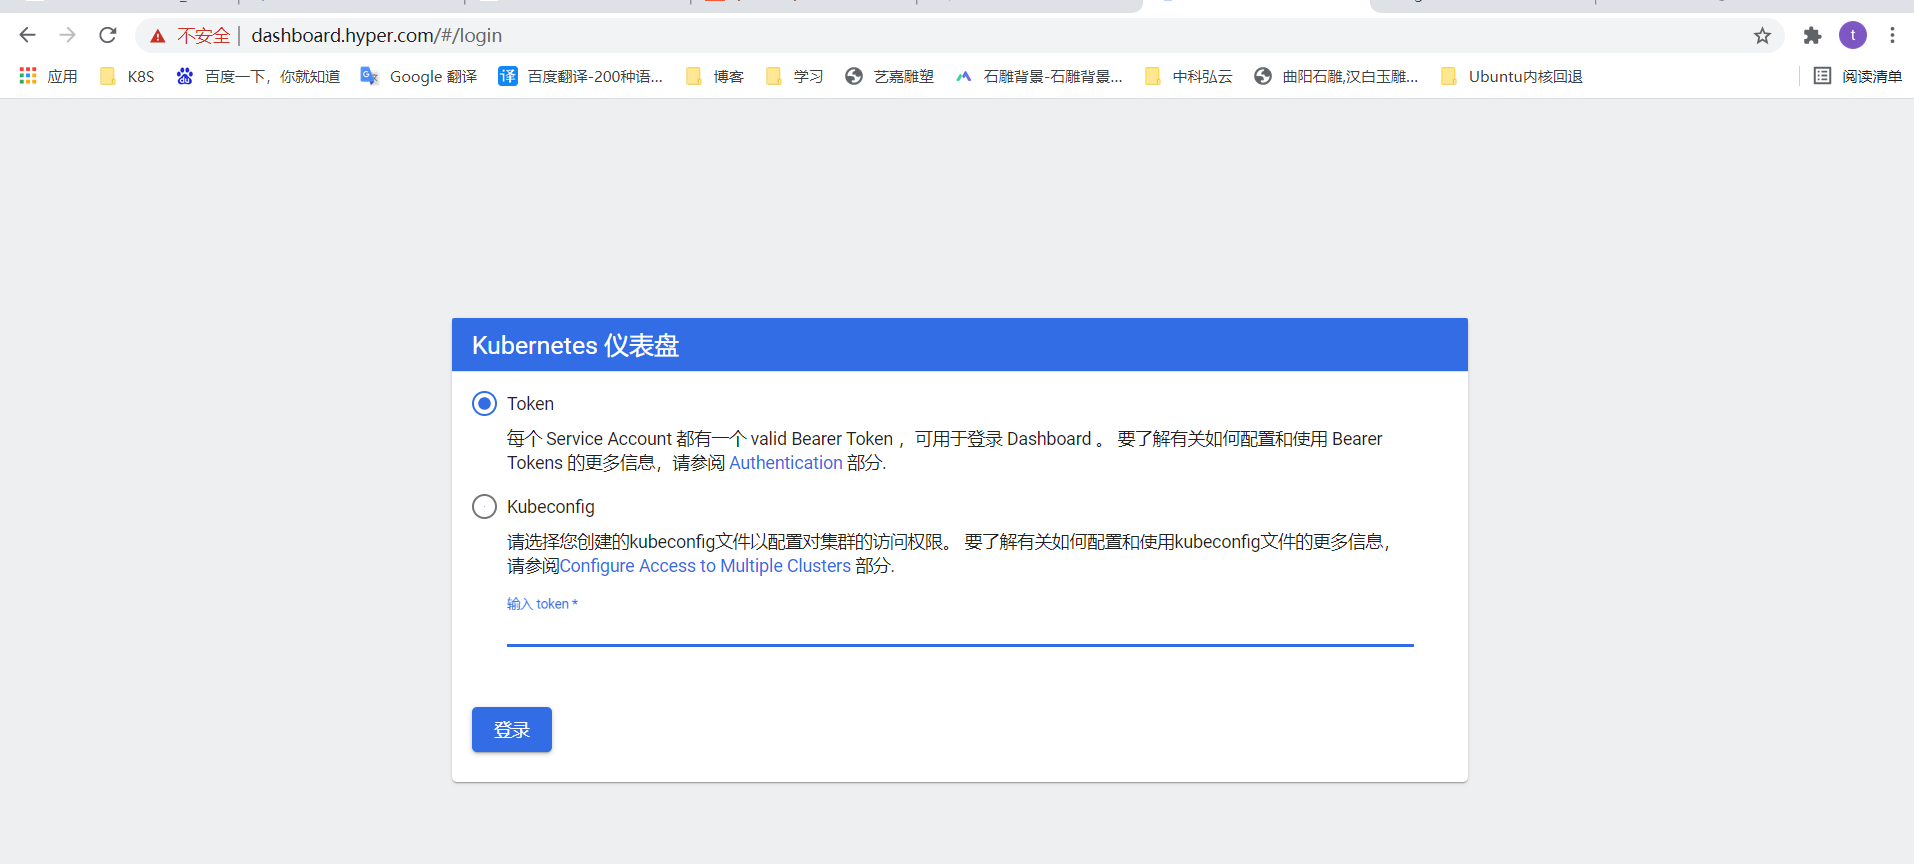 不安全 | dashboard.hyper.com/#/login
t
应用 K8S 百度一下，你就知道 Google 翻译 译 百度翻译-200种语... 博客 学习 艺嘉雕塑 石雕背景-石雕背景... 中科弘云 曲阳石雕,汉白玉雕... Ubuntu内核回退 阅读清单
Kubernetes 仪表盘
Token
每个 Service Account 都有一个 valid Bearer Token ，可用于登录 Dashboard 。 要了解有关如何配置和使用 Bearer
Tokens 的更多信息，请参阅 Authentication 部分.
Kubeconfig
请选择您创建的kubeconfig文件以配置对集群的访问权限。 要了解有关如何配置和使用kubeconfig文件的更多信息，
请参阅Configure Access to Multiple Clusters 部分.
输入 token *
登录